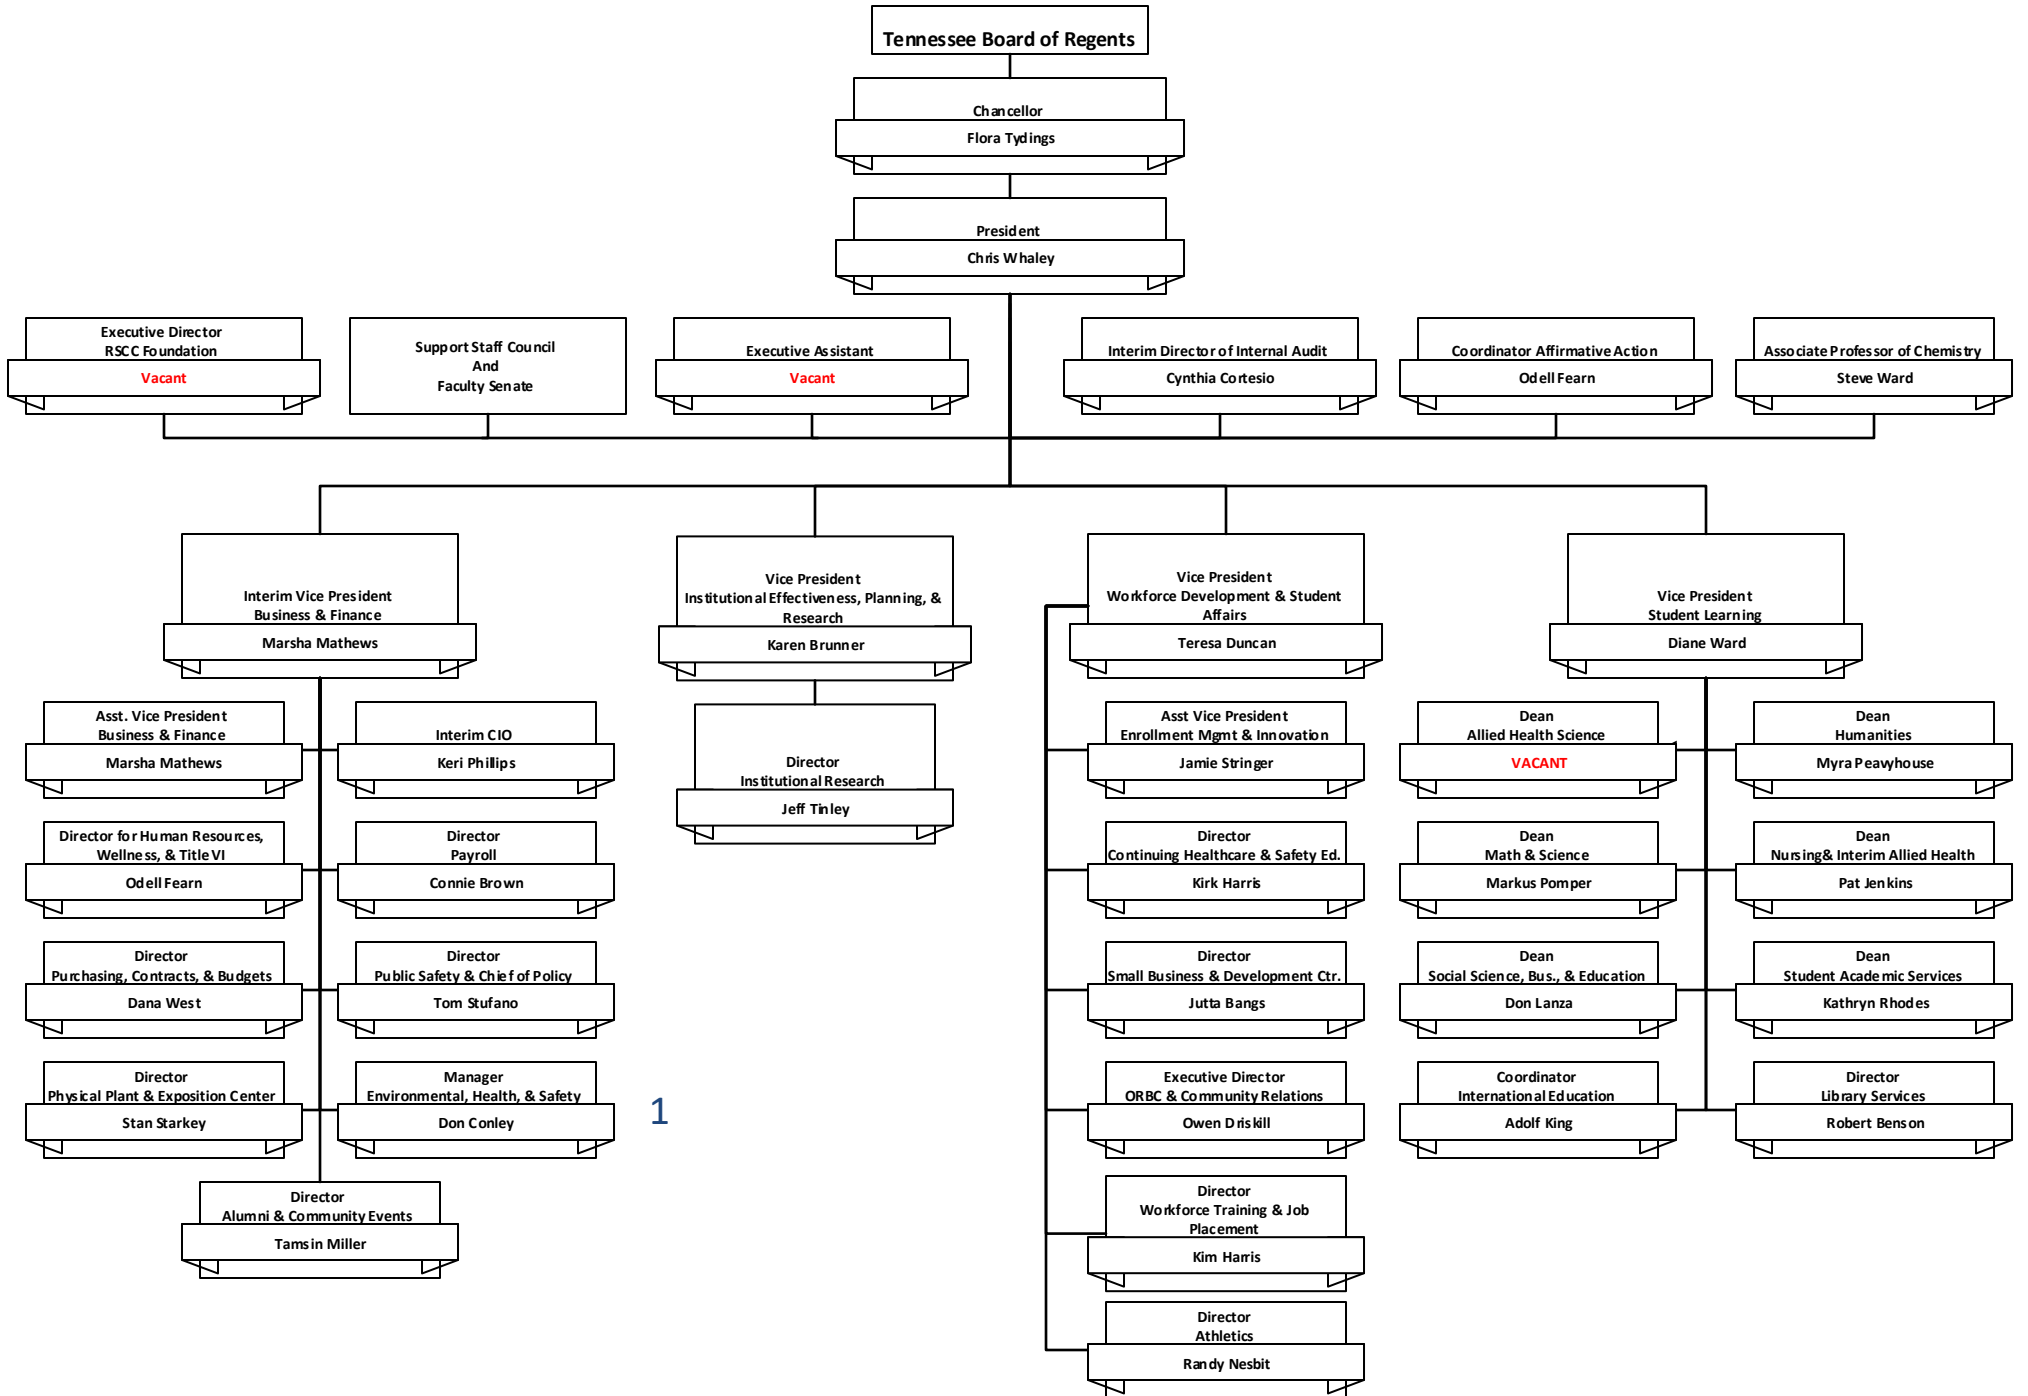 Tennessee Board of Regents
Chancellor
Flora Tydings
President
Chris Whaley
Executive Director
RSCC Foundation
Vacant
Support Staff Council
And
Faculty Senate
Executive Assistant
Vacant
Interim Director of Internal Audit
Cynthia Cortesio
Coordinator Affirmative Action
Odell Fearn
Associate Professor of Chemistry
Steve Ward
Interim Vice President
Business & Finance
Marsha Mathews
Vice President
Institutional Effectiveness, Planning, &
Research
Karen Brunner
Vice President
Workforce Development & Student
Affairs
Teresa Duncan
Vice President
Student Learning
Diane Ward
Asst. Vice President
Business & Finance
Marsha Mathews
Interim CIO
Keri Phillips
Director for Human Resources,
Wellness, & Title VI
Odell Fearn
Director
Payroll
Connie Brown
Director
Purchasing, Contracts, & Budgets
Dana West
Director
Public Safety & Chief of Policy
Tom Stufano
Director
Physical Plant & Exposition Center
Stan Starkey
Manager
Environmental, Health, & Safety
Don Conley
Director
Alumni & Community Events
Tamsin Miller
1
Director
Institutional Research
Jeff Tinley
Asst Vice President
Enrollment Mgmt & Innovation
Jamie Stringer
Director
Continuing Healthcare & Safety Ed.
Kirk Harris
Director
Small Business & Development Ctr.
Jutta Bangs
Executive Director
ORBC & Community Relations
Owen Driskill
Director
Workforce Training & Job
Placement
Kim Harris
Director
Athletics
Randy Nesbit
Dean
Allied Health Science
VACANT
Dean
Humanities
Myra Peavyhouse
Dean
Math & Science
Markus Pomper
Dean
Nursing& Interim Allied Health
Pat Jenkins
Dean
Social Science, Bus., & Education
Don Lanza
Dean
Student Academic Services
Kathryn Rhodes
Coordinator
International Education
Adolf King
Director
Library Services
Robert Benson